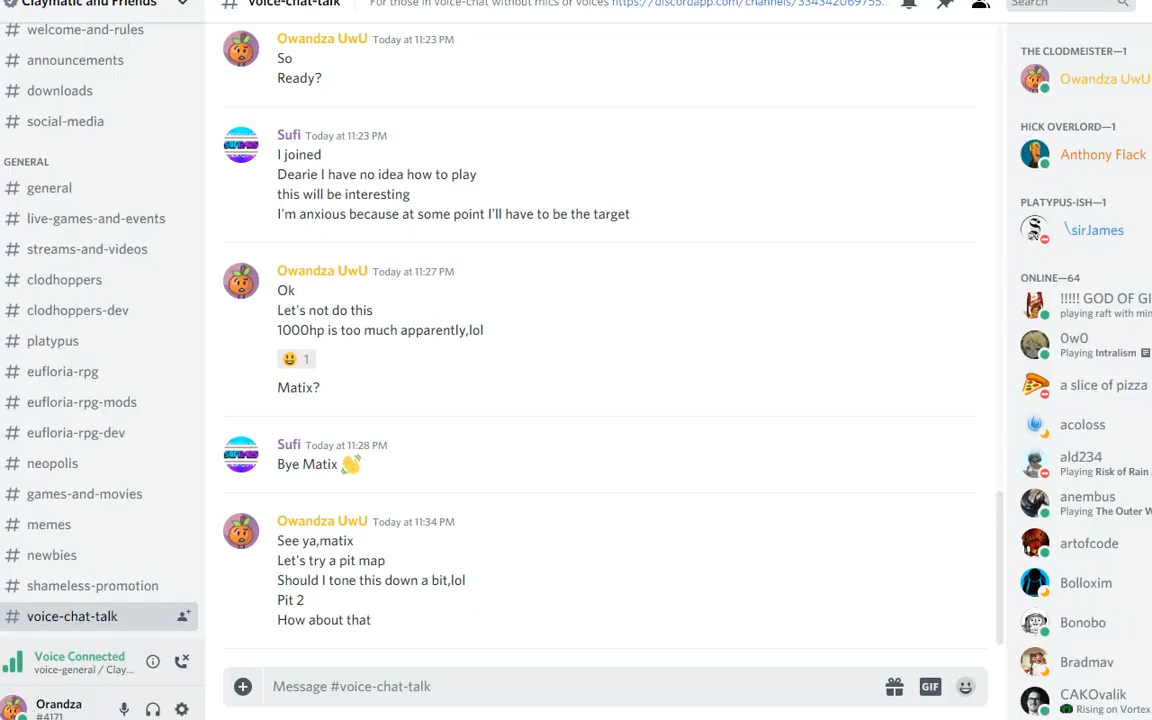 Claymatic and Friends
# voice-chat-talk
For those in voice-chat without mics or voices https://discordapp.com/channels/334342069755...
Search
# welcome-and-rules
# announcements
# downloads
# social-media
GENERAL
# general
# live-games-and-events
# streams-and-videos
# clodhoppers
# clodhoppers-dev
# platypus
# eufloria-rpg
# eufloria-rpg-mods
# eufloria-rpg-dev
# neopolis
# games-and-movies
# memes
# newbies
# shameless-promotion
# voice-chat-talk
Voice Connected
voice-general / Clay...
Orandza
#4171
Owandza UwU Today at 11:23 PM
So
Ready?
Sufi Today at 11:23 PM
I joined
Dearie I have no idea how to play
this will be interesting
I'm anxious because at some point I'll have to be the target
Owandza UwU Today at 11:27 PM
Ok
Let's not do this
1000hp is too much apparently,lol
😃 1
Matix?
Sufi Today at 11:28 PM
Bye Matix 👋
Owandza UwU Today at 11:34 PM
See ya,matix
Let's try a pit map
Should I tone this down a bit,lol
Pit 2
How about that
Message #voice-chat-talk
GIF
THE CLODMEISTER—1
Owandza UwU
HICK OVERLORD—1
Anthony Flack
PLATYPUS-ISH—1
\sirJames
ONLINE—64
!!!!! GOD OF GI
playing raft with min
0w0
Playing Intralism
a slice of pizza
acoloss
ald234
Playing Risk of Rain
anembus
Playing The Outer W
artofcode
Bolloxim
Bonobo
Bradmav
CAKOvalik
Rising on Vortex